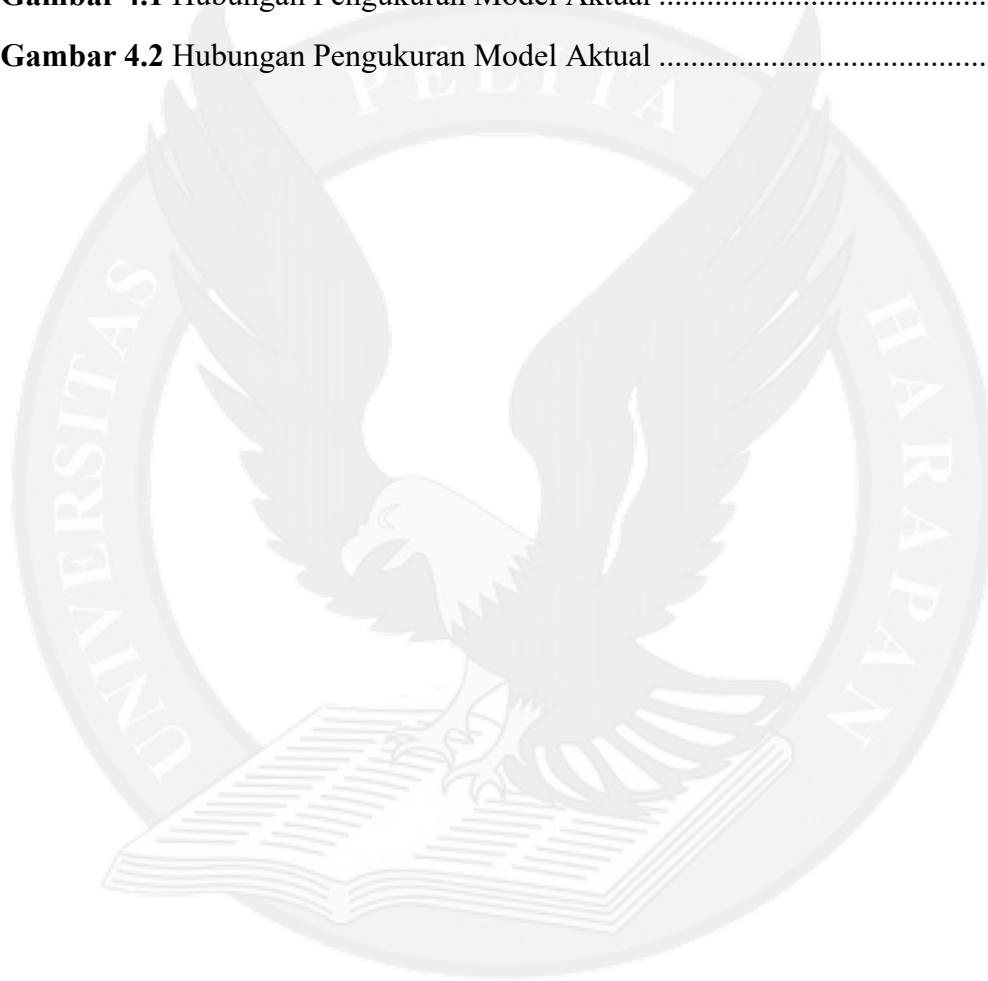 Gambar 4.1 Hubungan Pengukuran Model Aktual ..........................................
Gambar 4.2 Hubungan Pengukuran Model Aktual ..........................................
UNIVERSITAS PELITA HARAPAN